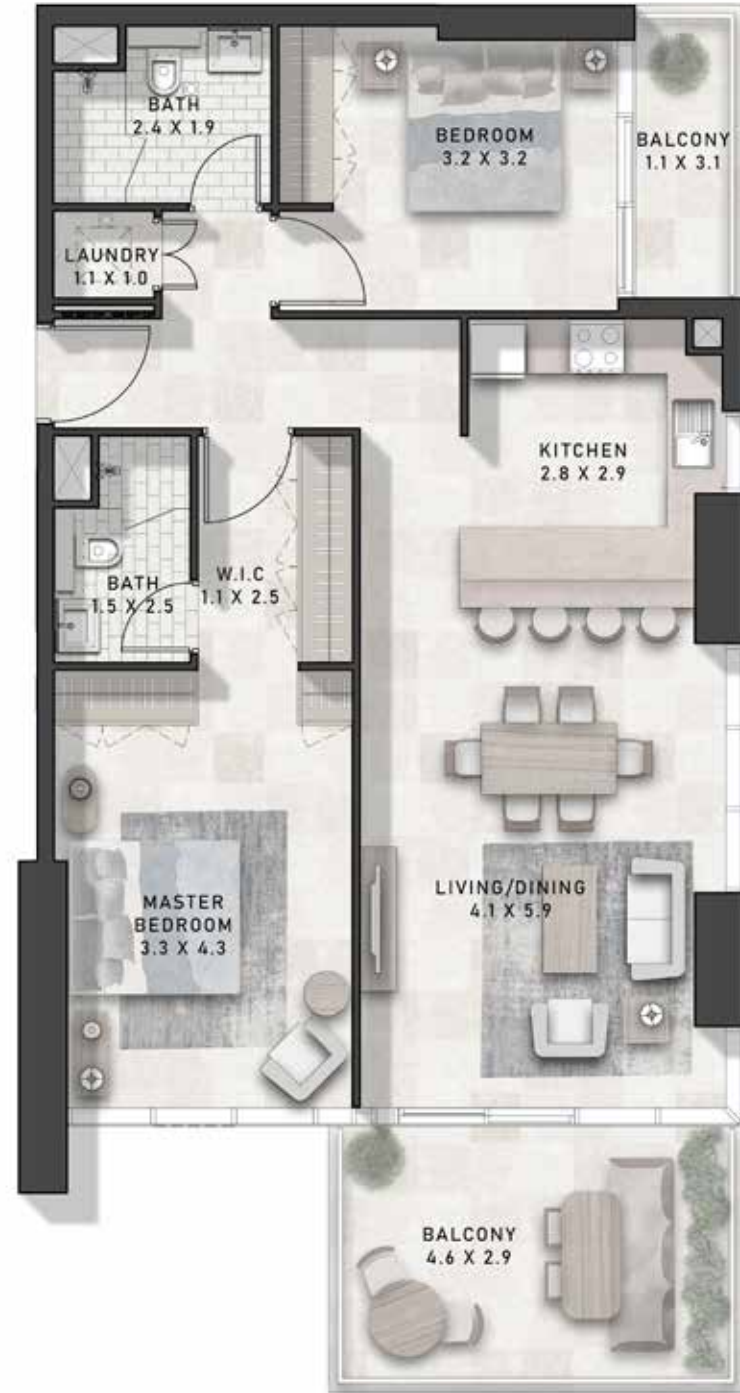 BATH
2.4 X 1.9
BEDROOM
3.2 X 3.2
BALCONY
1.1 X 3.1
LAUNDRY
1.1 X 1.0
KITCHEN
2.8 X 2.9
BATH
1.5 X 2.5
W.I.C
1.1 X 2.5
MASTER
BEDROOM
3.3 X 4.3
LIVING/DINING
4.1 X 5.9
BALCONY
4.6 X 2.9